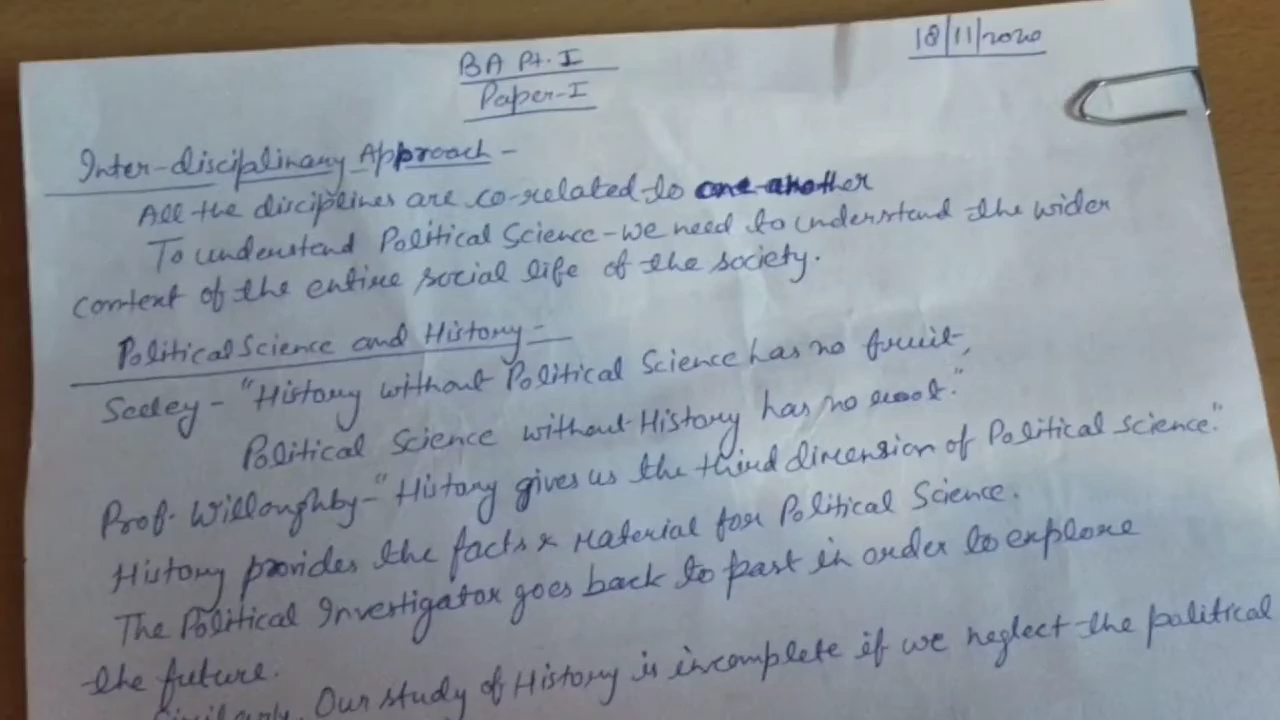 18/11/2020
BA Pt. I
Paper-I
Inter-disciplinary Approach -
All the disciplines are co-related to one another
To understand Political Science - we need to understand the wider
context of the entire social life of the society.
Political Science and History -
Seeley - "History without Political Science has no fruit,
Political Science without History has no root."
Prof. Willoughby - "History gives us the third dimension of Political Science."
History provides the facts & Material for Political Science.
The Political Investigator goes back to past in order to explore
the future.
Similarly, Our study of History is incomplete if we neglect the political